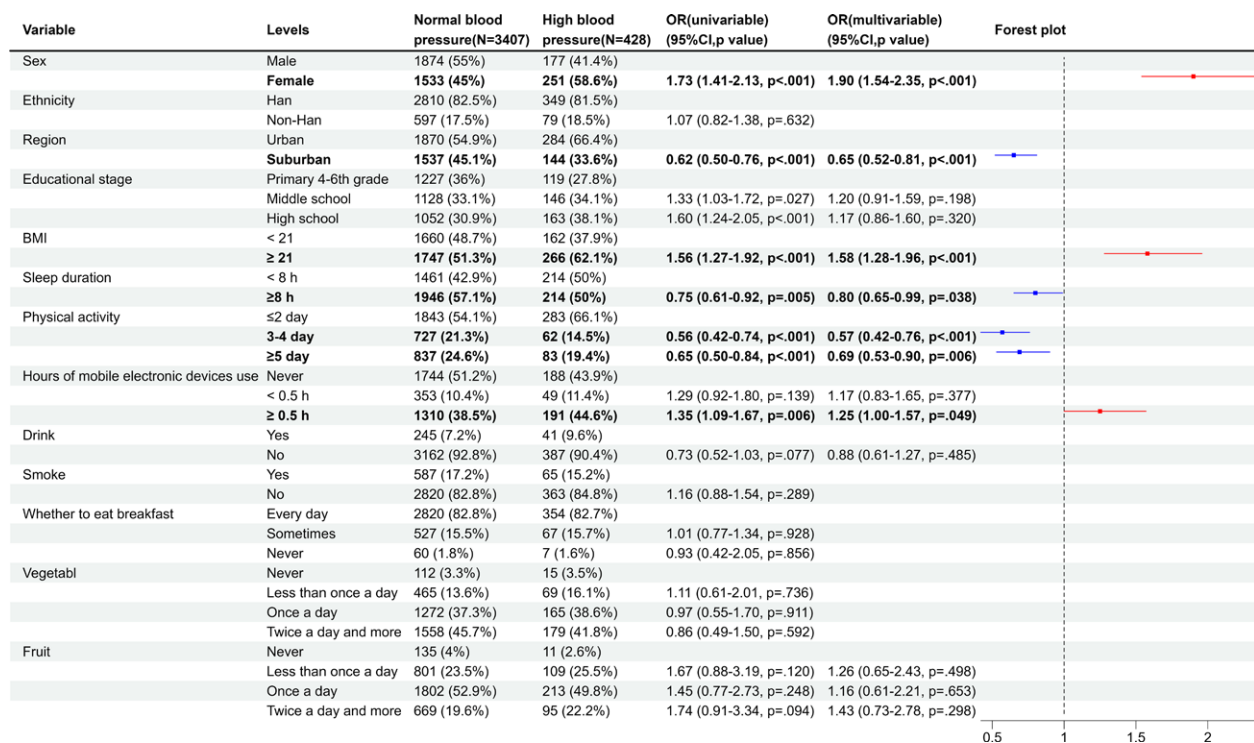 Variable Levels Normal blood pressure(N=3407) High blood pressure(N=428) OR(univariable) (95%CI,p value) OR(multivariable) (95%CI,p value) Forest plot
Sex Male 1874 (55%) 177 (41.4%)
Female 1533 (45%) 251 (58.6%) 1.73 (1.41-2.13, p<.001) 1.90 (1.54-2.35, p<.001)
Ethnicity Han 2810 (82.5%) 349 (81.5%)
Non-Han 597 (17.5%) 79 (18.5%) 1.07 (0.82-1.38, p=.632)
Region Urban 1870 (54.9%) 284 (66.4%)
Suburban 1537 (45.1%) 144 (33.6%) 0.62 (0.50-0.76, p<.001) 0.65 (0.52-0.81, p<.001)
Educational stage Primary 4-6th grade 1227 (36%) 119 (27.8%)
Middle school 1128 (33.1%) 146 (34.1%) 1.33 (1.03-1.72, p=.027) 1.20 (0.91-1.59, p=.198)
High school 1052 (30.9%) 163 (38.1%) 1.60 (1.24-2.05, p<.001) 1.17 (0.86-1.60, p=.320)
BMI < 21 1660 (48.7%) 162 (37.9%)
≥ 21 1747 (51.3%) 266 (62.1%) 1.56 (1.27-1.92, p<.001) 1.58 (1.28-1.96, p<.001)
Sleep duration < 8 h 1461 (42.9%) 214 (50%)
≥8 h 1946 (57.1%) 214 (50%) 0.75 (0.61-0.92, p=.005) 0.80 (0.65-0.99, p=.038)
Physical activity ≤2 day 1843 (54.1%) 283 (66.1%)
3-4 day 727 (21.3%) 62 (14.5%) 0.56 (0.42-0.74, p<.001) 0.57 (0.42-0.76, p<.001)
≥5 day 837 (24.6%) 83 (19.4%) 0.65 (0.50-0.84, p<.001) 0.69 (0.53-0.90, p=.006)
Hours of mobile electronic devices use Never 1744 (51.2%) 188 (43.9%)
< 0.5 h 353 (10.4%) 49 (11.4%) 1.29 (0.92-1.80, p=.139) 1.17 (0.83-1.65, p=.377)
≥ 0.5 h 1310 (38.5%) 191 (44.6%) 1.35 (1.09-1.67, p=.006) 1.25 (1.00-1.57, p=.049)
Drink Yes 245 (7.2%) 41 (9.6%)
No 3162 (92.8%) 387 (90.4%) 0.73 (0.52-1.03, p=.077) 0.88 (0.61-1.27, p=.485)
Smoke Yes 587 (17.2%) 65 (15.2%)
No 2820 (82.8%) 363 (84.8%) 1.16 (0.88-1.54, p=.289)
Whether to eat breakfast Every day 2820 (82.8%) 354 (82.7%)
Sometimes 527 (15.5%) 67 (15.7%) 1.01 (0.77-1.34, p=.928)
Never 60 (1.8%) 7 (1.6%) 0.93 (0.42-2.05, p=.856)
Vegetabl Never 112 (3.3%) 15 (3.5%)
Less than once a day 465 (13.6%) 69 (16.1%) 1.11 (0.61-2.01, p=.736)
Once a day 1272 (37.3%) 165 (38.6%) 0.97 (0.55-1.70, p=.911)
Twice a day and more 1558 (45.7%) 179 (41.8%) 0.86 (0.49-1.50, p=.592)
Fruit Never 135 (4%) 11 (2.6%)
Less than once a day 801 (23.5%) 109 (25.5%) 1.67 (0.88-3.19, p=.120) 1.26 (0.65-2.43, p=.498)
Once a day 1802 (52.9%) 213 (49.8%) 1.45 (0.77-2.73, p=.248) 1.16 (0.61-2.21, p=.653)
Twice a day and more 669 (19.6%) 95 (22.2%) 1.74 (0.91-3.34, p=.094) 1.43 (0.73-2.78, p=.298)
0.5 1 1.5 2